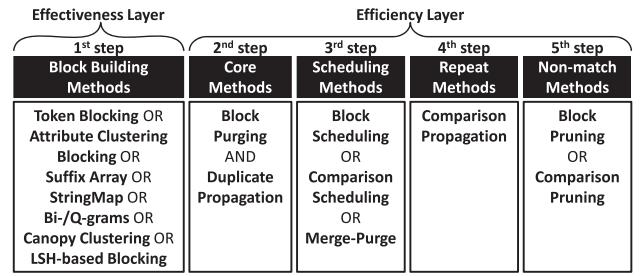 Effectiveness Layer
Efficiency Layer
1st step
2nd step
3rd step
4th step
5th step
Block Building
Methods
Core
Methods
Scheduling
Methods
Repeat
Methods
Non-match
Methods
Token Blocking OR
Attribute Clustering
Blocking OR
Suffix Array OR
StringMap OR
Bi-/Q-grams OR
Canopy Clustering OR
LSH-based Blocking
Block
Purging
AND
Duplicate
Propagation
Block
Scheduling
OR
Comparison
Scheduling
OR
Merge-Purge
Comparison
Propagation
Block
Pruning
OR
Comparison
Pruning